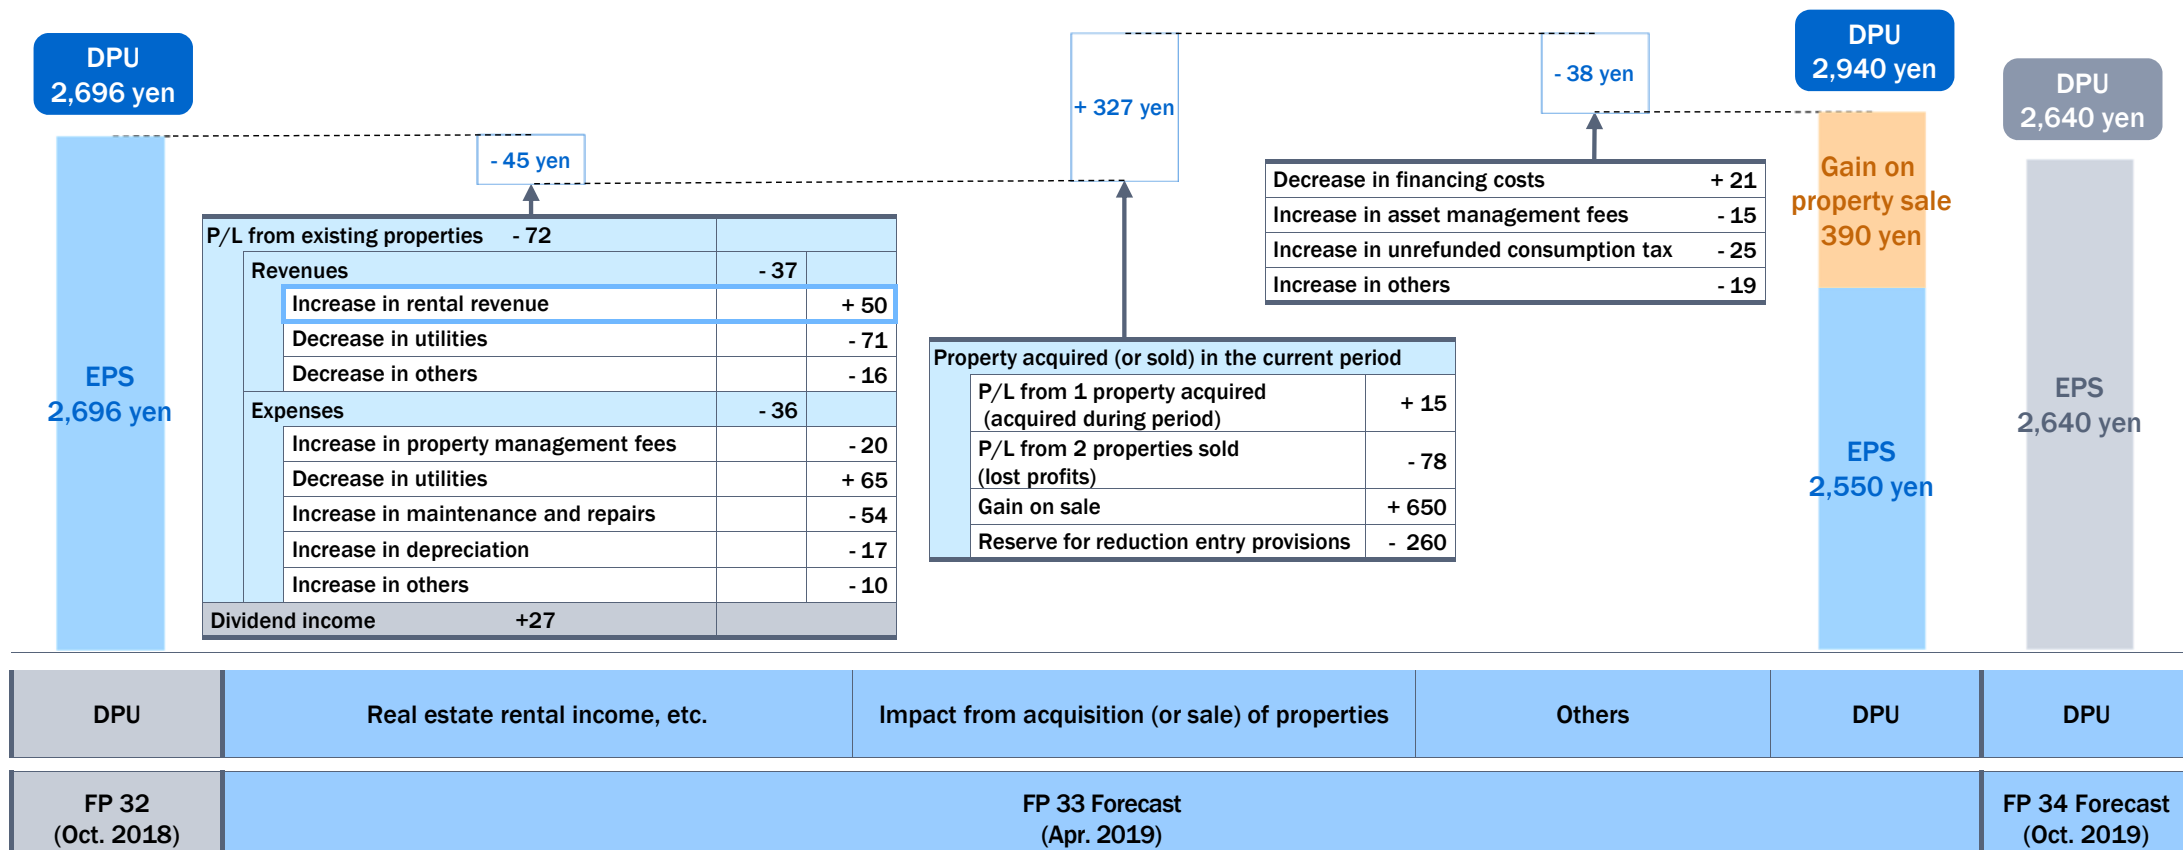 DPU
2,696 yen
EPS
2,696 yen
- 45 yen
P/L from existing properties - 72
Revenues - 37
Increase in rental revenue + 50
Decrease in utilities - 71
Decrease in others - 16
Expenses - 36
Increase in property management fees - 20
Decrease in utilities + 65
Increase in maintenance and repairs - 54
Increase in depreciation - 17
Increase in others - 10
Dividend income +27
+ 327 yen
Property acquired (or sold) in the current period
P/L from 1 property acquired
(acquired during period) + 15
P/L from 2 properties sold
(lost profits) - 78
Gain on sale + 650
Reserve for reduction entry provisions - 260
- 38 yen
Decrease in financing costs + 21
Increase in asset management fees - 15
Increase in unrefunded consumption tax - 25
Increase in others - 19
DPU
2,940 yen
Gain on
property sale
390 yen
EPS
2,550 yen
DPU
2,640 yen
EPS
2,640 yen
DPU
Real estate rental income, etc.
Impact from acquisition (or sale) of properties
Others
DPU
DPU
FP 32
(Oct. 2018)
FP 33 Forecast
(Apr. 2019)
FP 34 Forecast
(Oct. 2019)